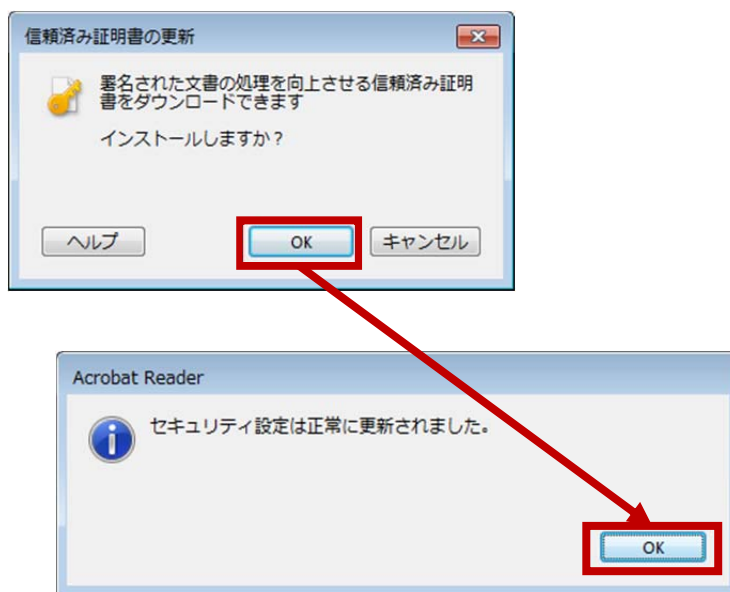 信頼済み証明書の更新
署名された文書の処理を向上させる信頼済み証明
書をダウンロードできます
インストールしますか？
ヘルプ
OK
キャンセル
Acrobat Reader
セキュリティ設定は正常に更新されました。
OK